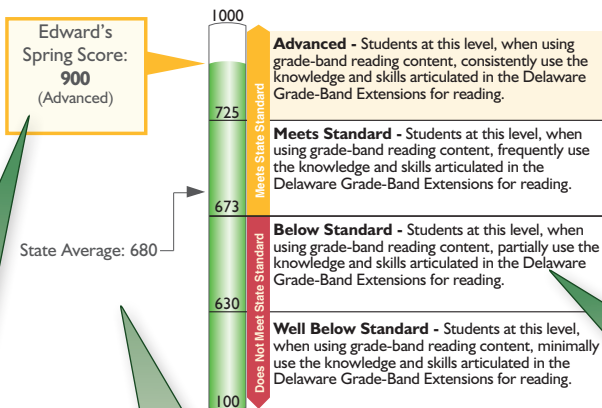 Edward's
Spring Score:
900
(Advanced)
State Average: 680
1000
725
673
630
100
Meets State Standard
Does Not Meet State Standard
Advanced - Students at this level, when using
grade-band reading content, consistently use the
knowledge and skills articulated in the Delaware
Grade-Band Extensions for reading.
Meets Standard - Students at this level, when
using grade-band reading content, frequently use
the knowledge and skills articulated in the
Delaware Grade-Band Extensions for reading.
Below Standard - Students at this level, when
using grade-band reading content, partially use the
knowledge and skills articulated in the Delaware
Grade-Band Extensions for reading.
Well Below Standard - Students at this level,
when using grade-band reading content, minimally
use the knowledge and skills articulated in the
Delaware Grade-Band Extensions for reading.